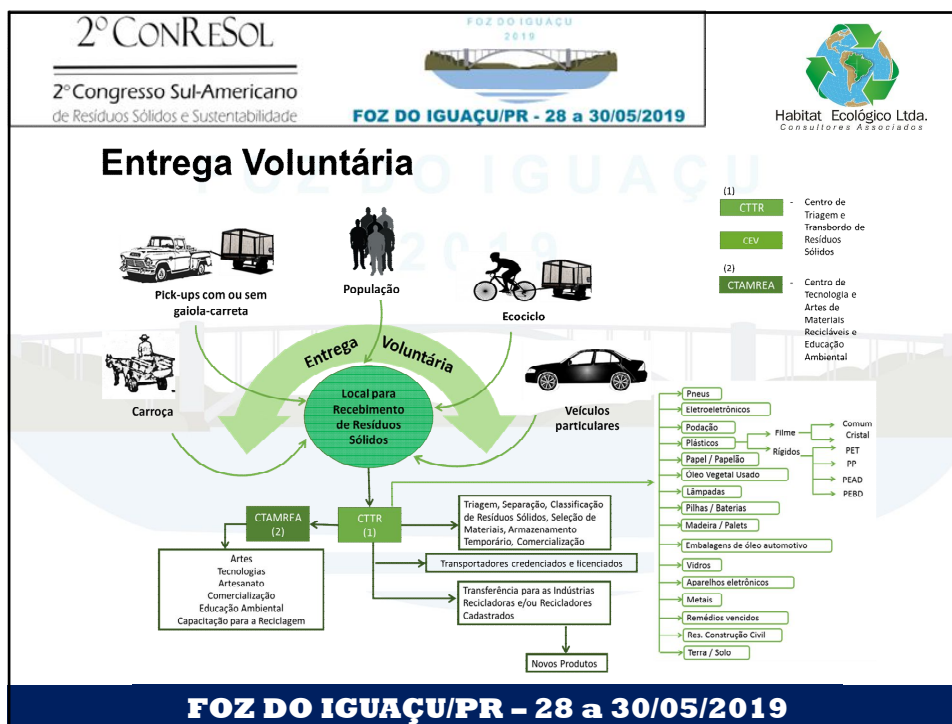 2º CONRESOL
2º Congresso Sul-Americano
de Resíduos Sólidos e Sustentabilidade
FOZ DO IGUAÇU
2019
FOZ DO IGUAÇU/PR - 28 a 30/05/2019
Habitat Ecológico Ltda.
Consultores Associados
Entrega Voluntária
FOZ DO IGUAÇU
2019
(1)
CTTR
CEV
- Centro de
Triagem e
Transbordo de
Resíduos
Sólidos
(2)
CTAMREA
- Centro de
Tecnologia e
Artes de
Materiais
Recicláveis e
Educação
Ambiental
Pick-ups com ou sem
gaiola-carreta
População
Ecociclo
Carroça
Veículos
particulares
Entrega
Voluntária
Local para
Recebimento
de Resíduos
Sólidos
CTAMREA
(2)
CTTR
(1)
Artes
Tecnologias
Artesanato
Comercialização
Educação Ambiental
Capacitação para a Reciclagem
Triagem, Separação, Classificação
de Resíduos Sólidos, Seleção de
Materiais, Armazenamento
Temporário, Comercialização
Transportadores credenciados e licenciados
Transferência para as Indústrias
Recicladoras e/ou Recicladores
Cadastrados
Novos Produtos
Pneus
Eletroeletrônicos
Podação
Plásticos
Filme
Rígidos
Comum
Cristal
PET
PP
PEAD
PEBD
Papel / Papelão
Óleo Vegetal Usado
Lâmpadas
Pilhas / Baterias
Madeira / Palets
Embalagens de óleo automotivo
Vidros
Aparelhos eletrônicos
Metais
Remédios vencidos
Res. Construção Civil
Terra / Solo
FOZ DO IGUAÇU/PR – 28 a 30/05/2019